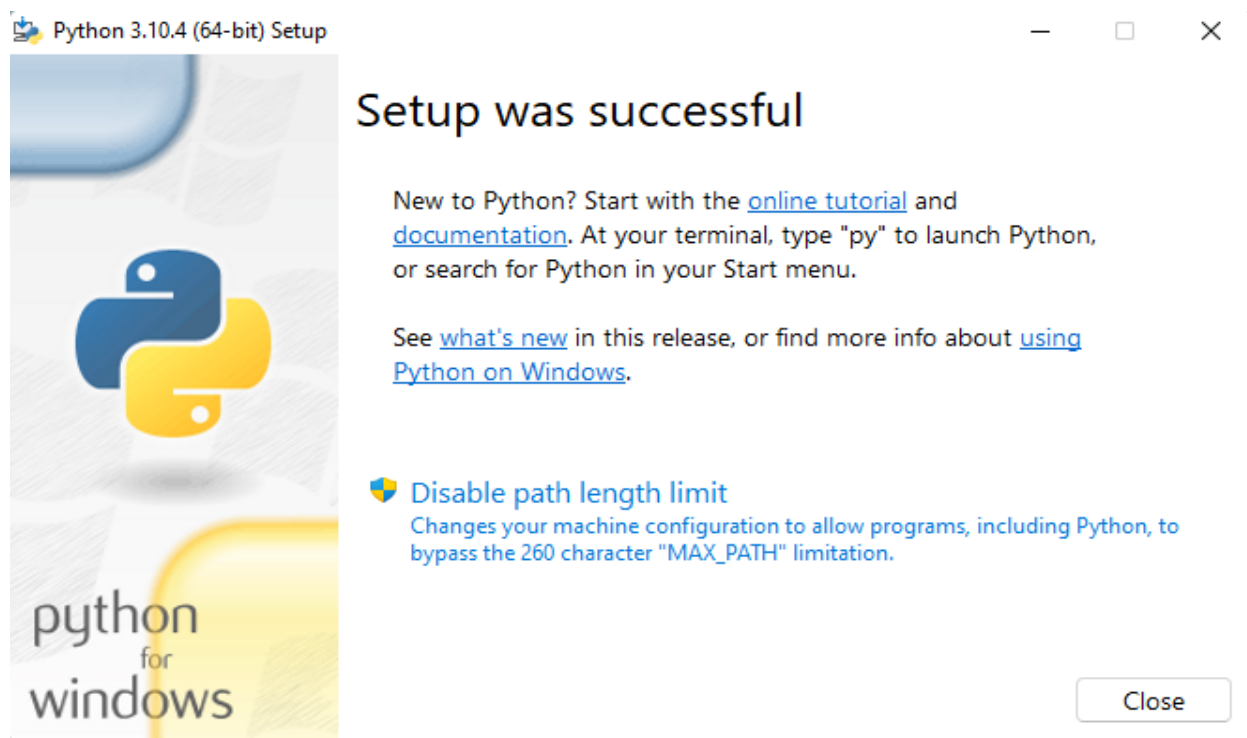 Python 3.10.4 (64-bit) Setup
Setup was successful
New to Python? Start with the online tutorial and
documentation. At your terminal, type "py" to launch Python,
or search for Python in your Start menu.
See what's new in this release, or find more info about using
Python on Windows.
Disable path length limit
Changes your machine configuration to allow programs, including Python, to
bypass the 260 character "MAX_PATH" limitation.
python
for
windows
Close